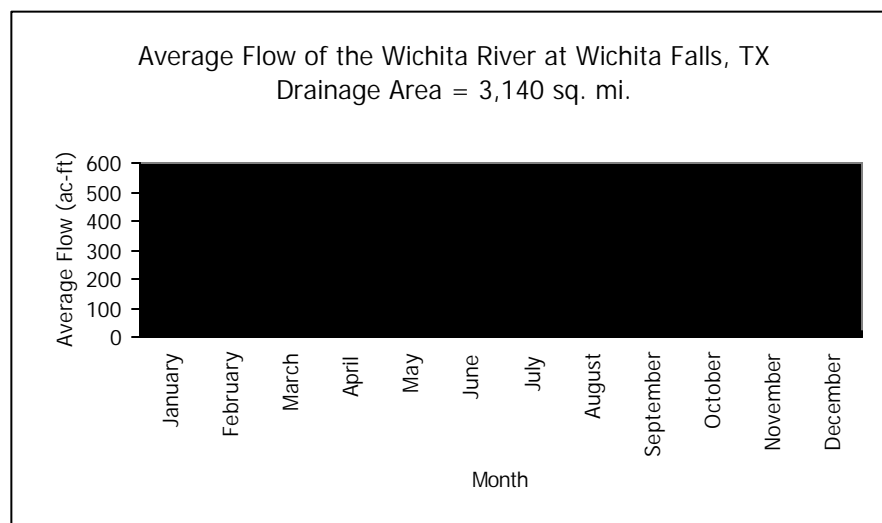 Average Flow of the Wichita River at Wichita Falls, TX
Drainage Area = 3,140 sq. mi.
Average Flow (ac-ft)
600
500
400
300
200
100
0
January
February
March
April
May
June
July
August
September
October
November
December
Month